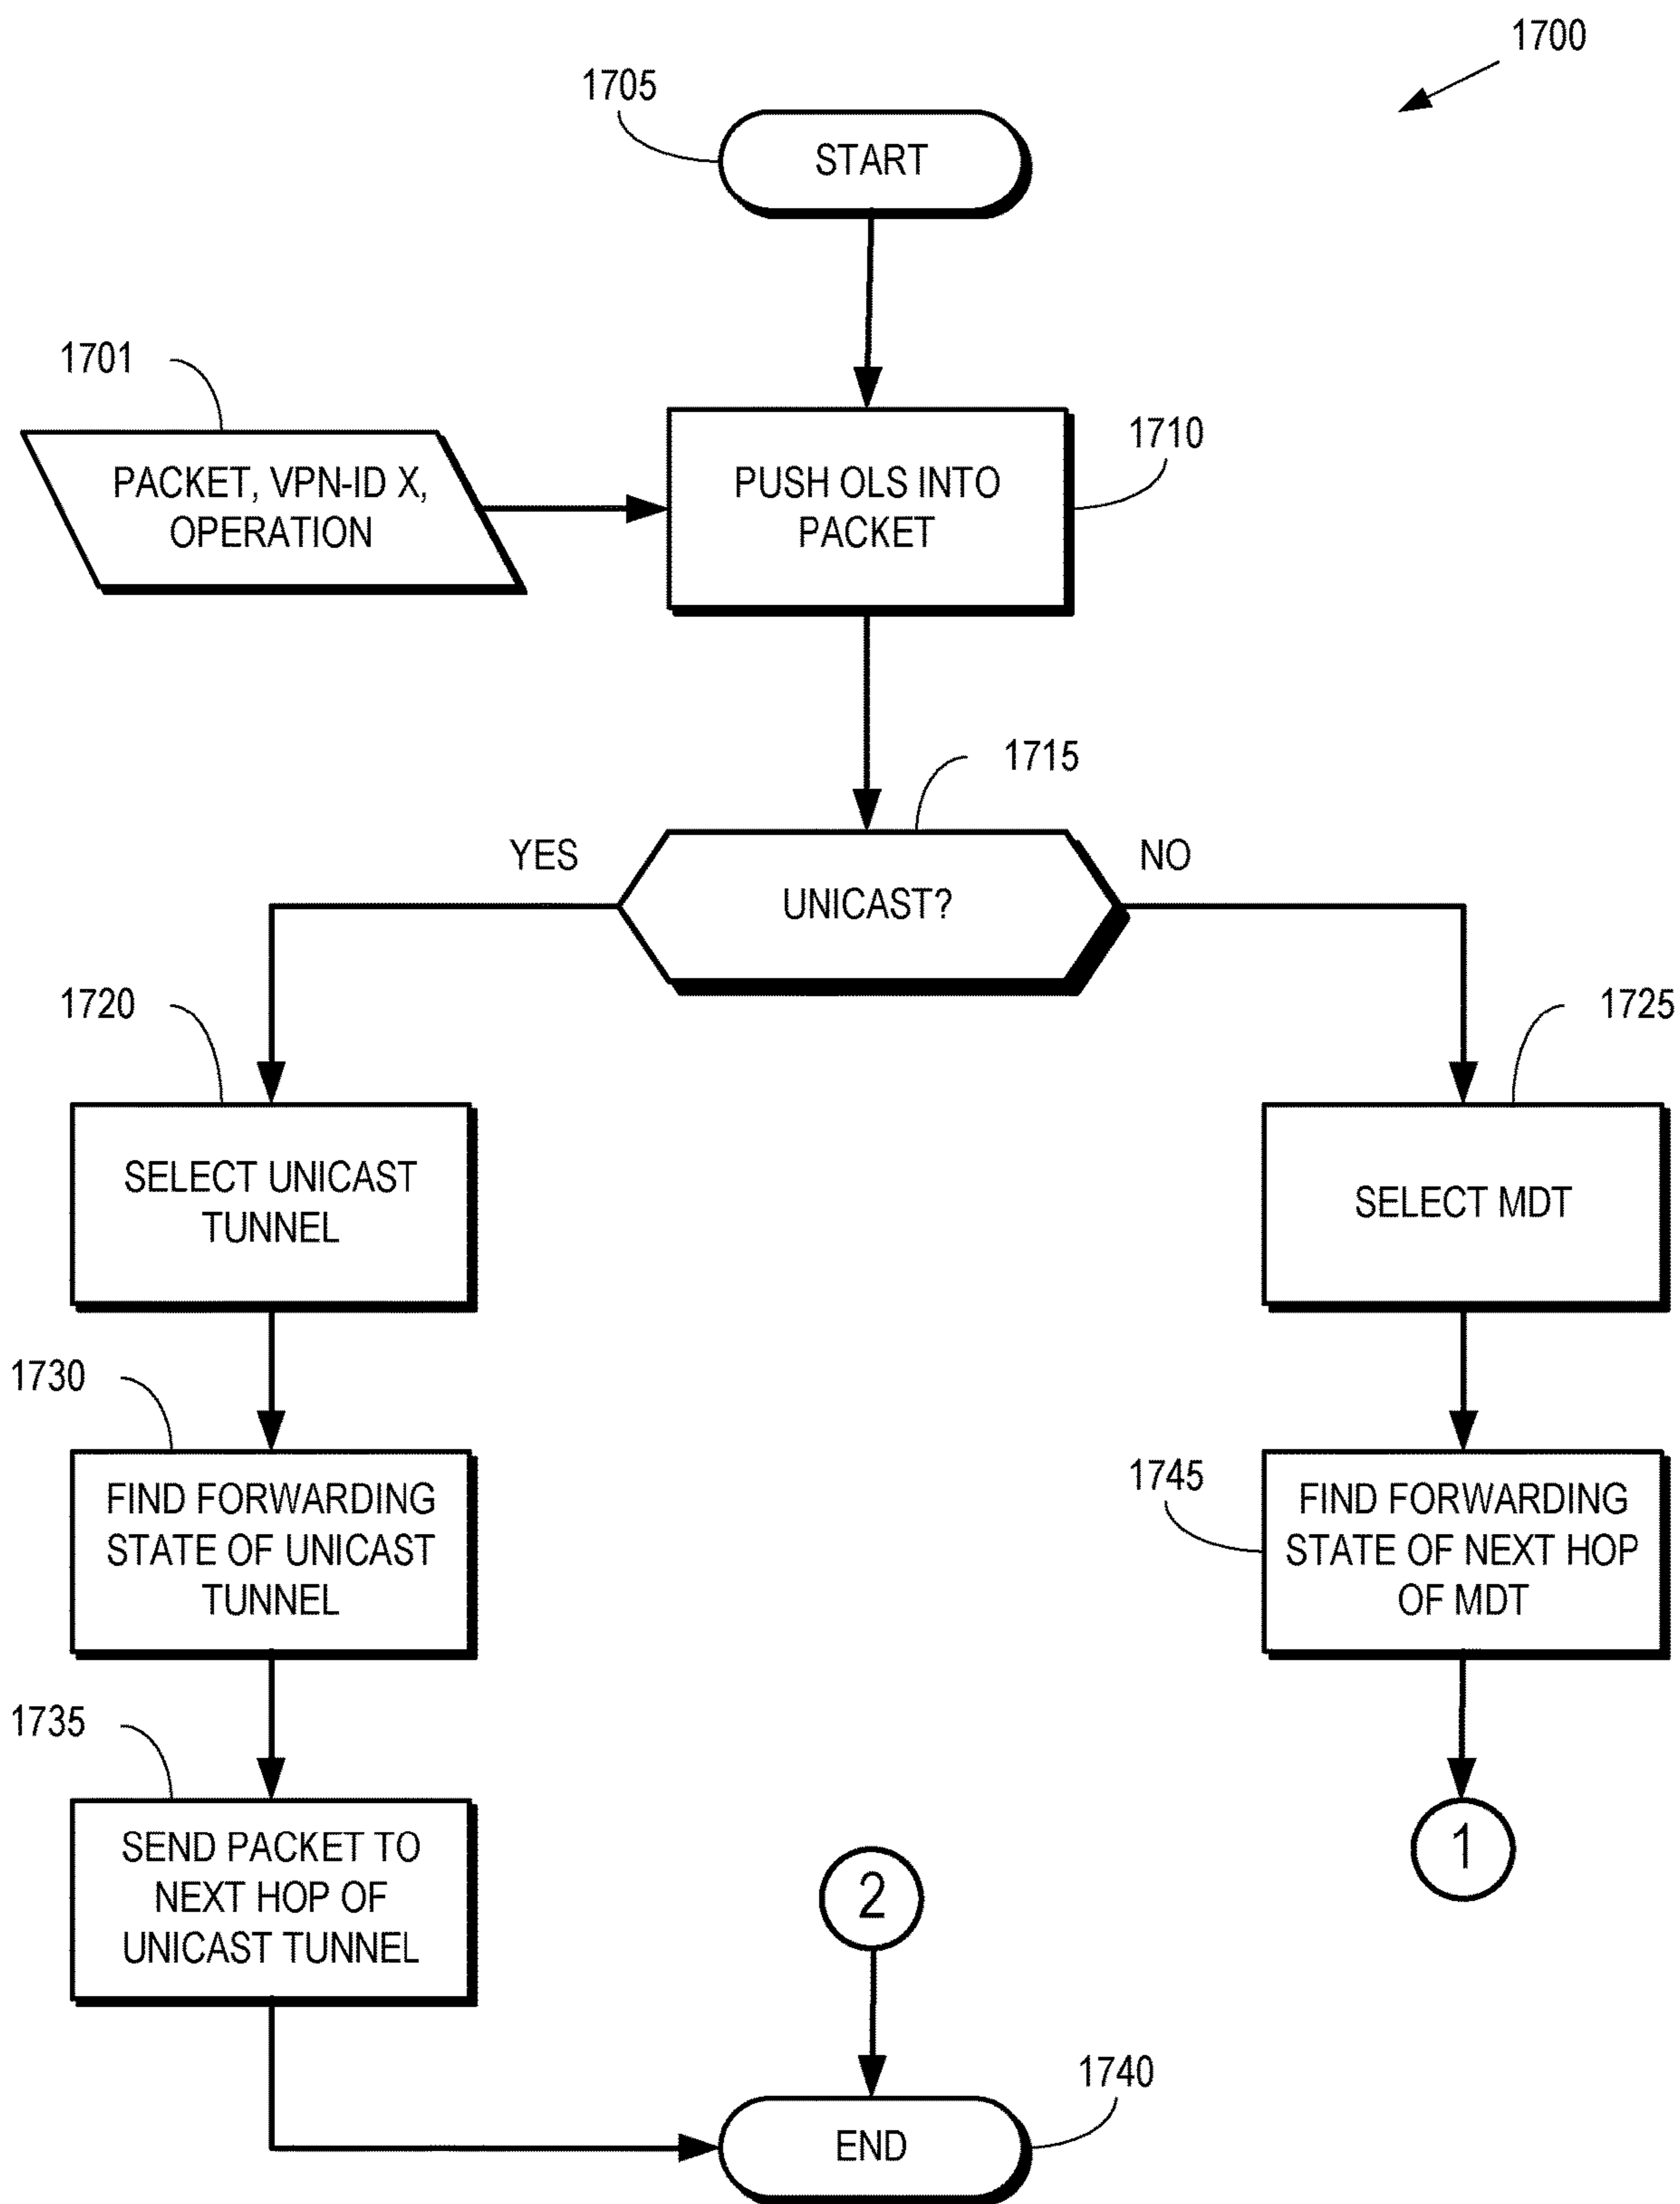 1700
1705
START
1701
PACKET, VPN-ID X,
OPERATION
1710
PUSH OLS INTO
PACKET
1715
YES
NO
UNICAST?
1720
SELECT UNICAST
TUNNEL
1725
SELECT MDT
1730
FIND FORWARDING
STATE OF UNICAST
TUNNEL
1745
FIND FORWARDING
STATE OF NEXT HOP
OF MDT
1735
SEND PACKET TO
NEXT HOP OF
UNICAST TUNNEL
1
2
1740
END